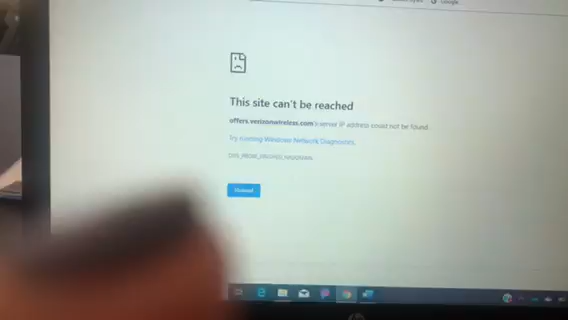 Google
This site can't be reached
offers.verizonwireless.com's server IP address could not be found.
Try running Windows Network Diagnostics.
Reload